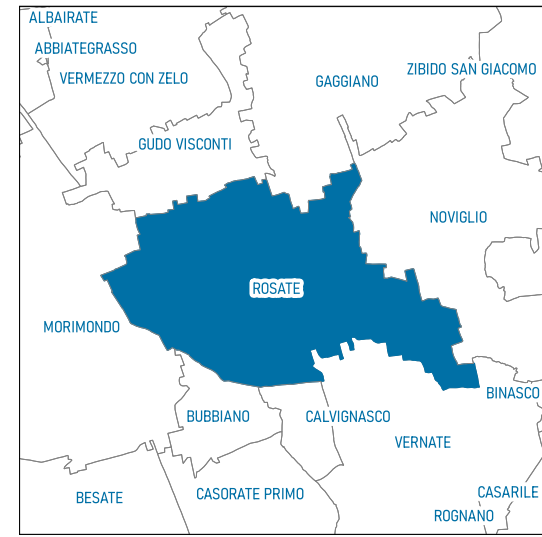 ALBAIRATE
ABBIATEGRASSO
VERMEZZO CON ZELO
GAGGIANO
ZIBIDO SAN GIACOMO
GUDO VISCONTI
NOVIGLIO
ROSATE
MORIMONDO
BINASCO
BUBBIANO
CALVIGNASCO
VERNATE
BESATE
CASORATE PRIMO
CASARILE
ROGNANO